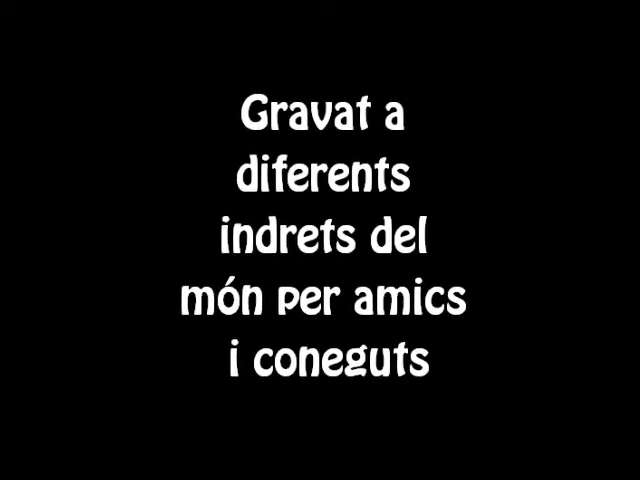 Gravat a
diferents
indrets del
món per amics
i coneguts